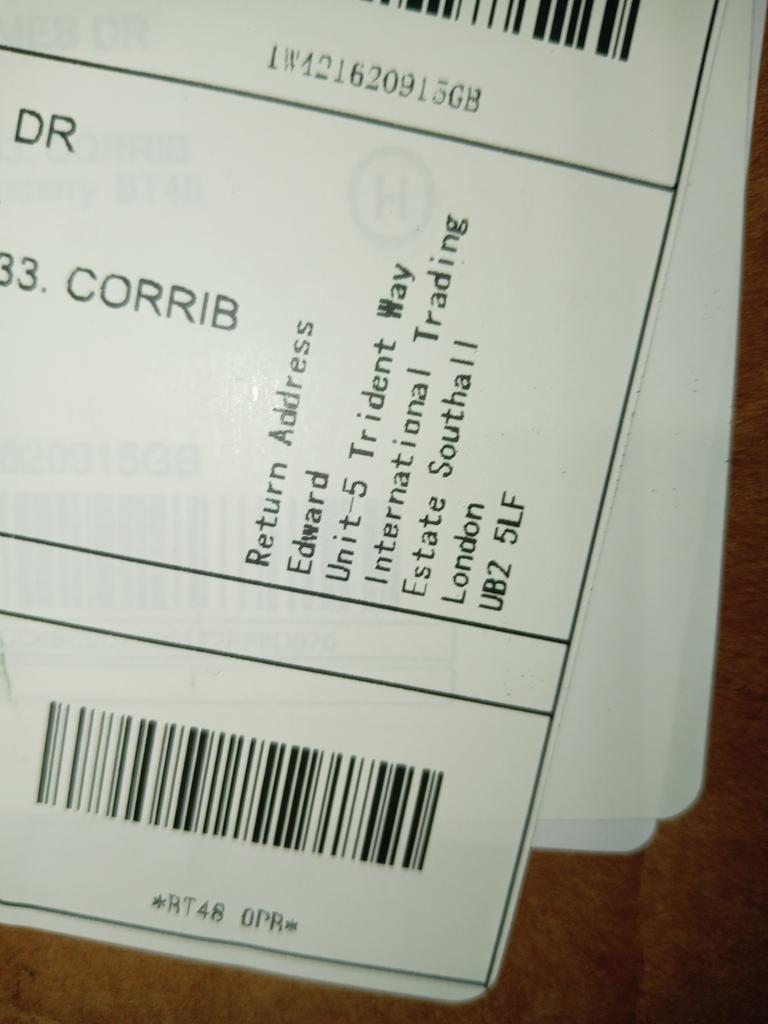 1W421620915GB
DR
33. CORRIB
Return Address
Edward
Unit-5 Trident Way
International Trading
Estate Southall
London
UB2 5LF
*BT48 0PR*
H